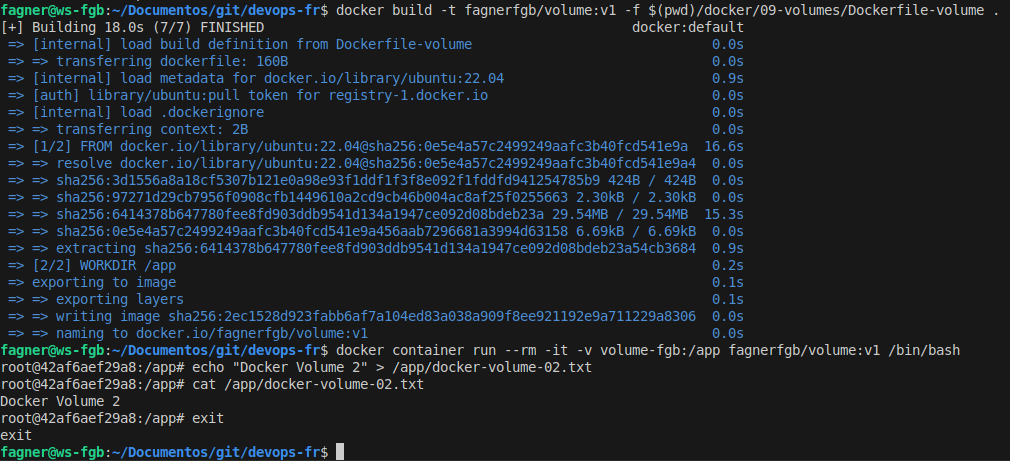 fagner@ws-fgb:~/Documentos/git/devops-fr$ docker build -t fagnerfgb/volume:v1 -f $(pwd)/docker/09-volumes/Dockerfile-volume .
[+] Building 18.0s (7/7) FINISHED docker:default
=> [internal] load build definition from Dockerfile-volume 0.0s
=> => transferring dockerfile: 160B 0.0s
=> [internal] load metadata for docker.io/library/ubuntu:22.04 0.9s
=> [auth] library/ubuntu:pull token for registry-1.docker.io 0.0s
=> [internal] load .dockerignore 0.0s
=> => transferring context: 2B 0.0s
=> [1/2] FROM docker.io/library/ubuntu:22.04@sha256:0e5e4a57c2499249aafc3b40fcd541e9a 16.6s
=> => resolve docker.io/library/ubuntu:22.04@sha256:0e5e4a57c2499249aafc3b40fcd541e9a4 0.0s
=> => sha256:3d1556a8a18cf5307b121e0a98e93f1ddf1f3f8e092f1fddfd941254785b9 424B / 424B 0.0s
=> => sha256:97271d29cb7956f0908cfb1449610a2cd9cb46b004ac8af25f0255663 2.30kB / 2.30kB 0.0s
=> => sha256:6414378b647780fee8fd903ddb9541d134a1947ce092d08bdeb23a 29.54MB / 29.54MB 15.3s
=> => sha256:0e5e4a57c2499249aafc3b40fcd541e9a456aab7296681a3994d63158 6.69kB / 6.69kB 0.0s
=> => extracting sha256:6414378b647780fee8fd903ddb9541d134a1947ce092d08bdeb23a54cb3684 0.9s
=> [2/2] WORKDIR /app 0.2s
=> exporting to image 0.1s
=> => exporting layers 0.1s
=> => writing image sha256:2ec1528d923fabb6af7a104ed83a038a909f8ee921192e9a711229a8306 0.0s
=> => naming to docker.io/fagnerfgb/volume:v1 0.0s
fagner@ws-fgb:~/Documentos/git/devops-fr$ docker container run --rm -it -v volume-fgb:/app fagnerfgb/volume:v1 /bin/bash
root@42af6aef29a8:/app# echo "Docker Volume 2" > /app/docker-volume-02.txt
root@42af6aef29a8:/app# cat /app/docker-volume-02.txt
Docker Volume 2
root@42af6aef29a8:/app# exit
exit
fagner@ws-fgb:~/Documentos/git/devops-fr$